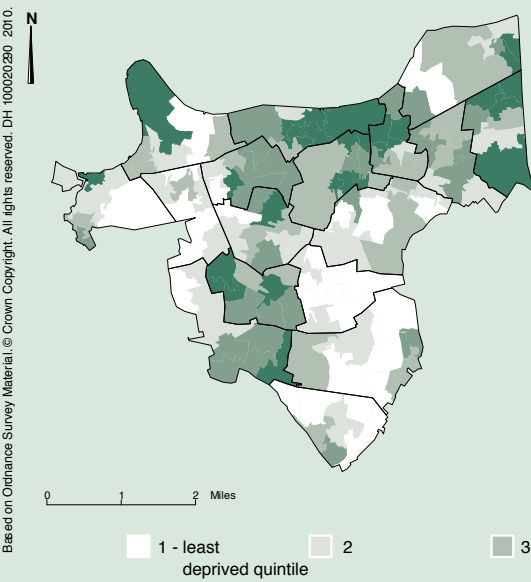 Based on Ordnance Survey Material. © Crown Copyright. All rights reserved. DH 100020290 2010.
N
0 1 2 Miles
1 - least deprived quintile
2
3